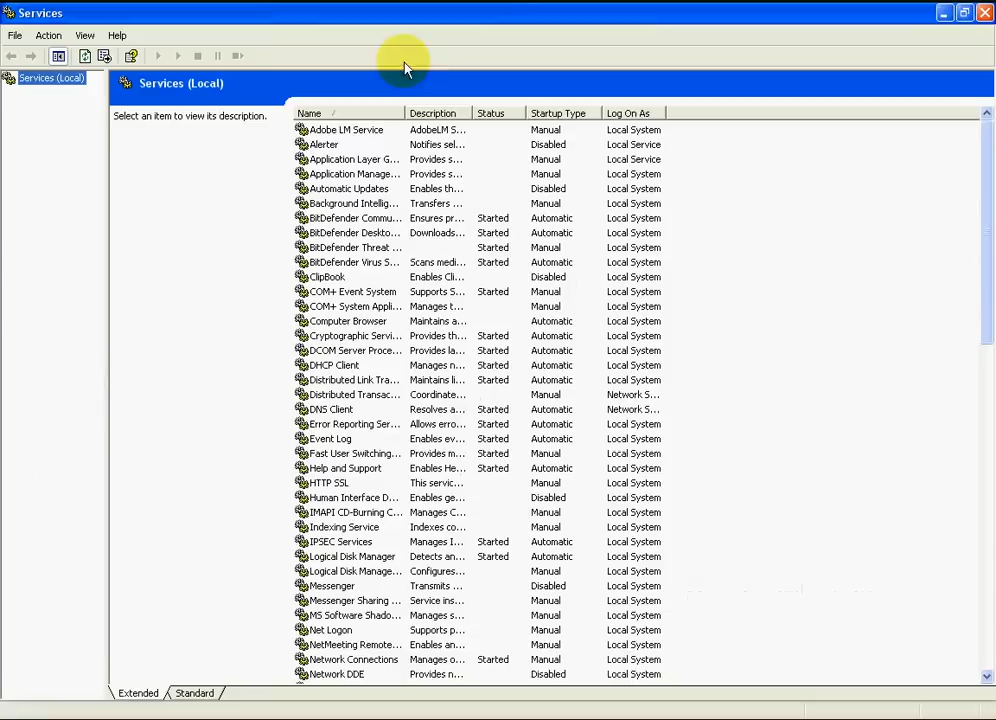 Services
File Action View Help
Services (Local)
Services (Local)
Select an item to view its description.
Name Description Status Startup Type Log On As
Adobe LM Service AdobeLM S... Manual Local System
Alerter Notifies sel... Disabled Local Service
Application Layer G... Provides s... Manual Local Service
Application Manage... Provides s... Manual Local System
Automatic Updates Enables th... Disabled Local System
Background Intellig... Transfers ... Manual Local System
BitDefender Commu... Ensures pr... Started Automatic Local System
BitDefender Deskto... Downloads... Started Automatic Local System
BitDefender Threat ... Started Manual Local System
BitDefender Virus S... Scans medi... Started Automatic Local System
ClipBook Enables Cli... Disabled Local System
COM+ Event System Supports S... Started Manual Local System
COM+ System Appli... Manages t... Manual Local System
Computer Browser Maintains a... Automatic Local System
Cryptographic Servi... Provides th... Started Automatic Local System
DCOM Server Proce... Provides la... Started Automatic Local System
DHCP Client Manages n... Started Automatic Local System
Distributed Link Tra... Maintains li... Started Automatic Local System
Distributed Transac... Coordinate... Manual Network S...
DNS Client Resolves a... Started Automatic Network S...
Error Reporting Ser... Allows erro... Started Automatic Local System
Event Log Enables ev... Started Automatic Local System
Fast User Switching... Provides m... Started Manual Local System
Help and Support Enables He... Started Automatic Local System
HTTP SSL This servic... Manual Local System
Human Interface D... Enables ge... Disabled Local System
IMAPI CD-Burning C... Manages C... Manual Local System
Indexing Service Indexes co... Manual Local System
IPSEC Services Manages I... Started Automatic Local System
Logical Disk Manager Detects an... Started Automatic Local System
Logical Disk Manage... Configures... Manual Local System
Messenger Transmits ... Disabled Local System
Messenger Sharing ... Service ins... Manual Local System
MS Software Shado... Manages s... Manual Local System
Net Logon Supports p... Manual Local System
NetMeeting Remote... Enables an... Manual Local System
Network Connections Manages o... Started Manual Local System
Network DDE Provides n... Disabled Local System
Extended Standard